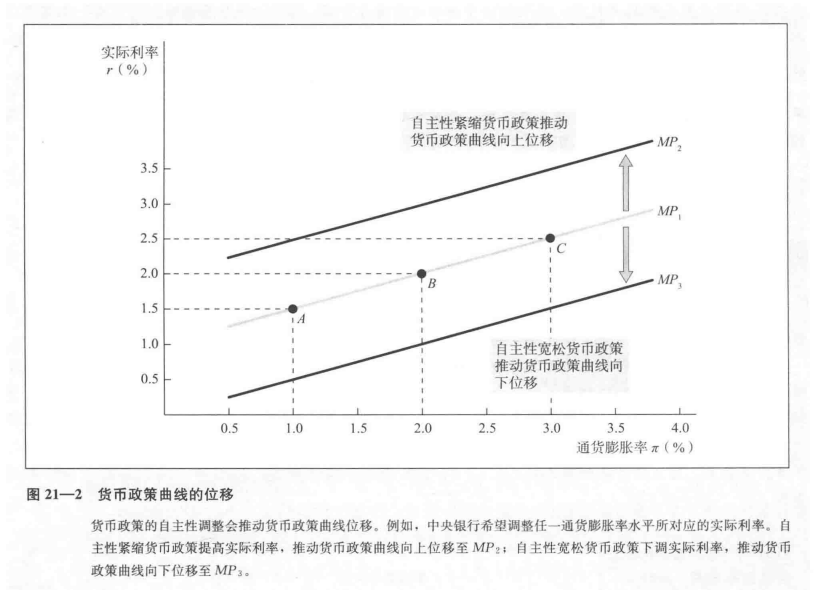 实际利率
r（%）
自主性紧缩货币政策推动
货币政策曲线向上位移
MP₂
3.5
3.0
MP₁
2.5
C
2.0
B
MP₃
1.5
A
1.0
自主性宽松货币政策
推动货币政策曲线向
下位移
0.5
0.5 1.0 1.5 2.0 2.5 3.0 3.5 4.0
通货膨胀率 π（%）
图 21—2 货币政策曲线的位移
货币政策的自主性调整会推动货币政策曲线位移。例如，中央银行希望调整任一通货膨胀率水平所对应的实际利率。自
主性紧缩货币政策提高实际利率，推动货币政策曲线向上位移至 MP₂；自主性宽松货币政策下调实际利率，推动货币
政策曲线向下位移至 MP₃。